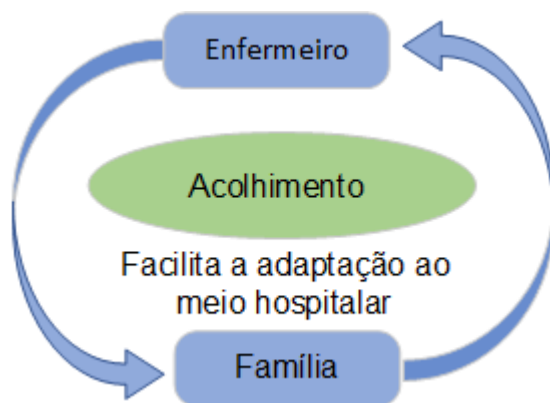 Enfermeiro
Acolhimento
Facilita a adaptação ao
meio hospitalar
Família